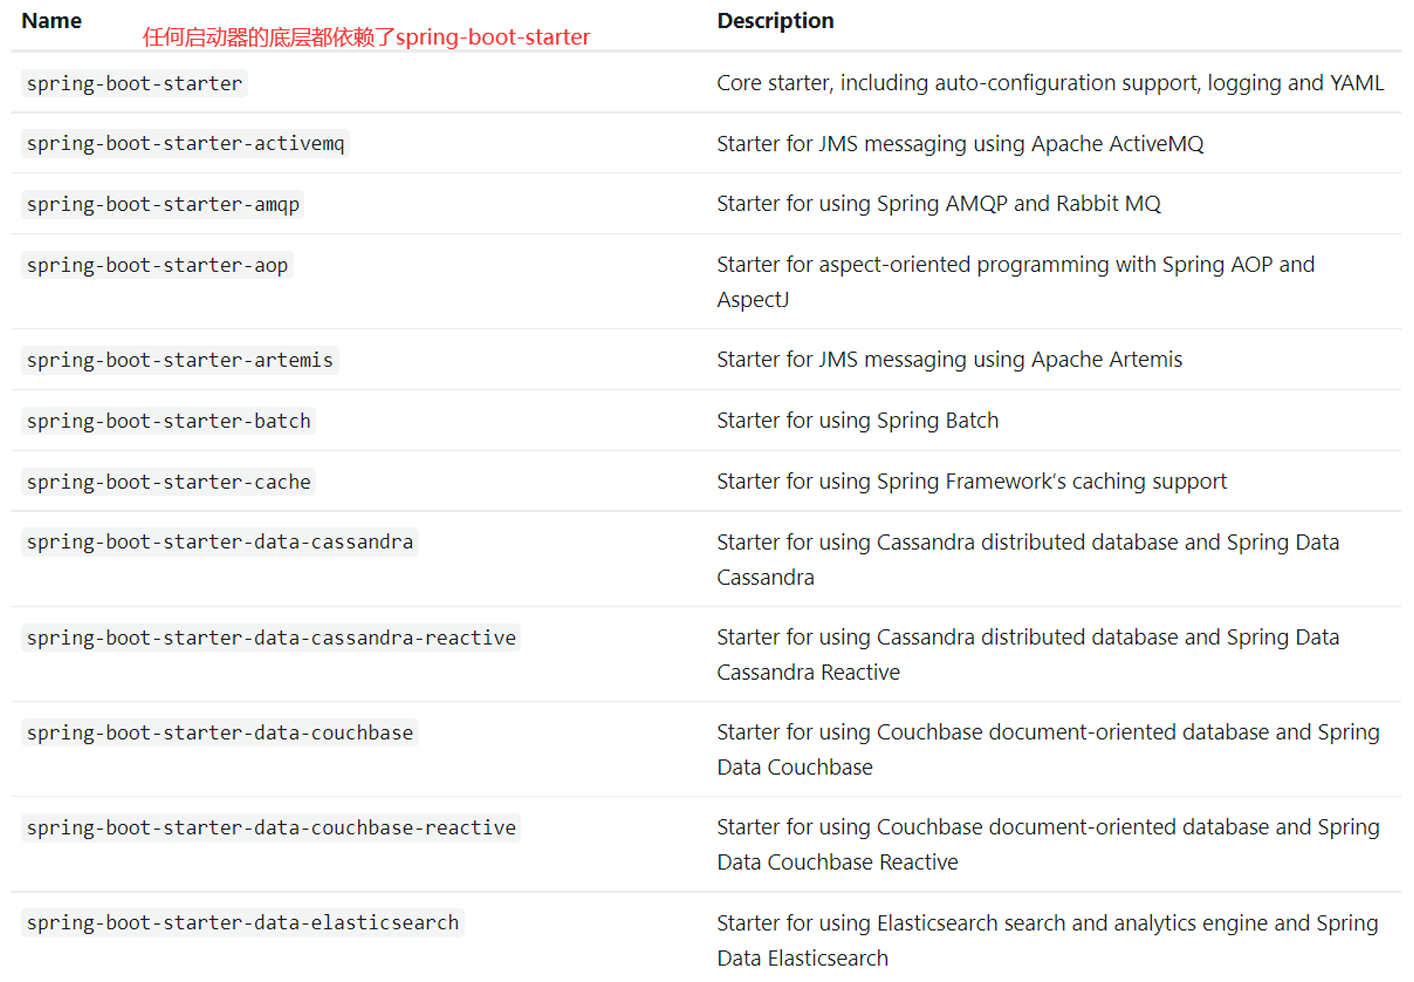 Name Description
任何启动器的底层都依赖了spring-boot-starter
spring-boot-starter Core starter, including auto-configuration support, logging and YAML
spring-boot-starter-activemq Starter for JMS messaging using Apache ActiveMQ
spring-boot-starter-amqp Starter for using Spring AMQP and Rabbit MQ
spring-boot-starter-aop Starter for aspect-oriented programming with Spring AOP and
AspectJ
spring-boot-starter-artemis Starter for JMS messaging using Apache Artemis
spring-boot-starter-batch Starter for using Spring Batch
spring-boot-starter-cache Starter for using Spring Framework’s caching support
spring-boot-starter-data-cassandra Starter for using Cassandra distributed database and Spring Data
Cassandra
spring-boot-starter-data-cassandra-reactive Starter for using Cassandra distributed database and Spring Data
Cassandra Reactive
spring-boot-starter-data-couchbase Starter for using Couchbase document-oriented database and Spring
Data Couchbase
spring-boot-starter-data-couchbase-reactive Starter for using Couchbase document-oriented database and Spring
Data Couchbase Reactive
spring-boot-starter-data-elasticsearch Starter for using Elasticsearch search and analytics engine and Spring
Data Elasticsearch